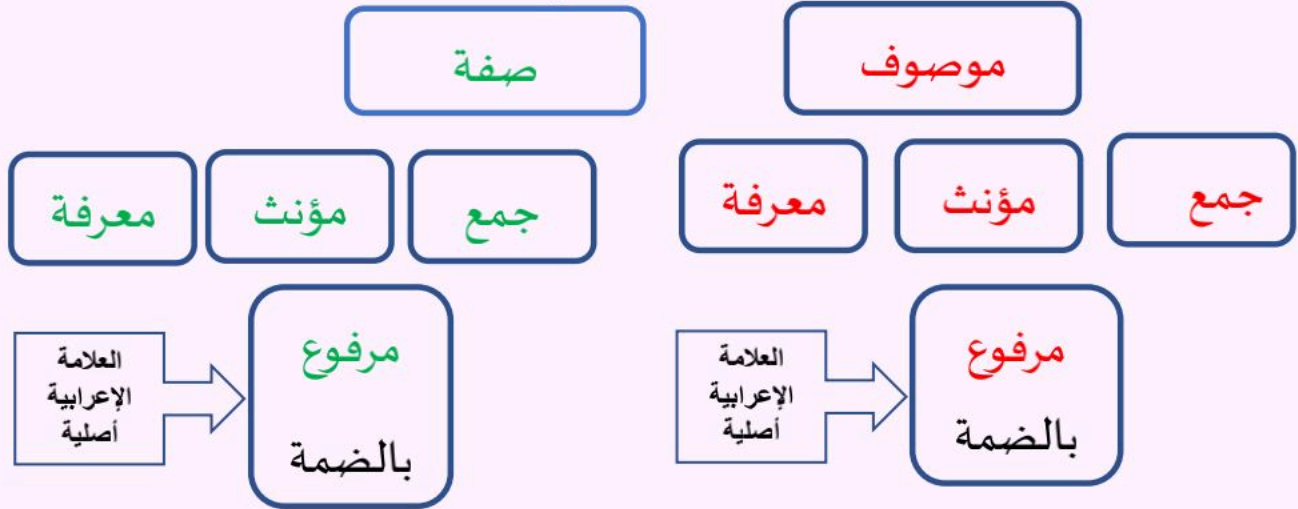 موصوف
صفة
جمع
مؤنث
معرفة
جمع
مؤنث
معرفة
مرفوع
بالضمة
العلامة
الإعرابية
أصلية
مرفوع
بالضمة
العلامة
الإعرابية
أصلية